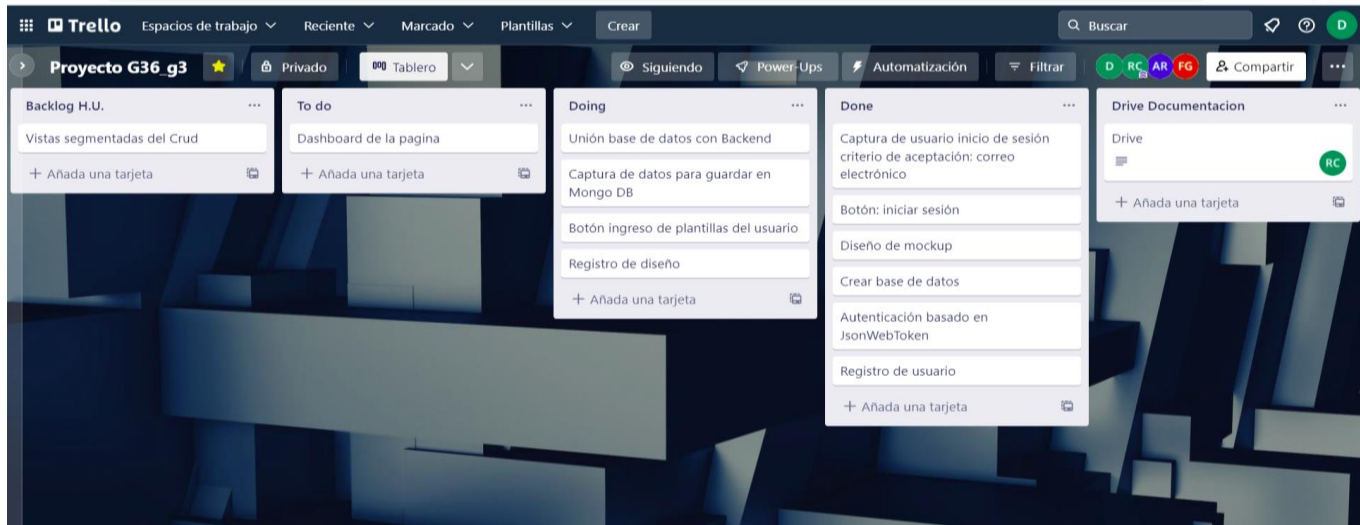 Trello Espacios de trabajo Reciente Marcado Plantillas Crear Buscar D
Proyecto G36_g3 Privado Tablero Siguiendo Power-Ups Automatización Filtrar D RC AR FG Compartir ...
Backlog H.U. ...
Vistas segmentadas del Crud
+ Añada una tarjeta
To do ...
Dashboard de la pagina
+ Añada una tarjeta
Doing ...
Unión base de datos con Backend
Captura de datos para guardar en
Mongo DB
Botón ingreso de plantillas del usuario
Registro de diseño
+ Añada una tarjeta
Done ...
Captura de usuario inicio de sesión
criterio de aceptación: correo
electrónico
Botón: iniciar sesión
Diseño de mockup
Crear base de datos
Autenticación basado en
JsonWebToken
Registro de usuario
+ Añada una tarjeta
Drive Documentacion ...
Drive
RC
+ Añada una tarjeta